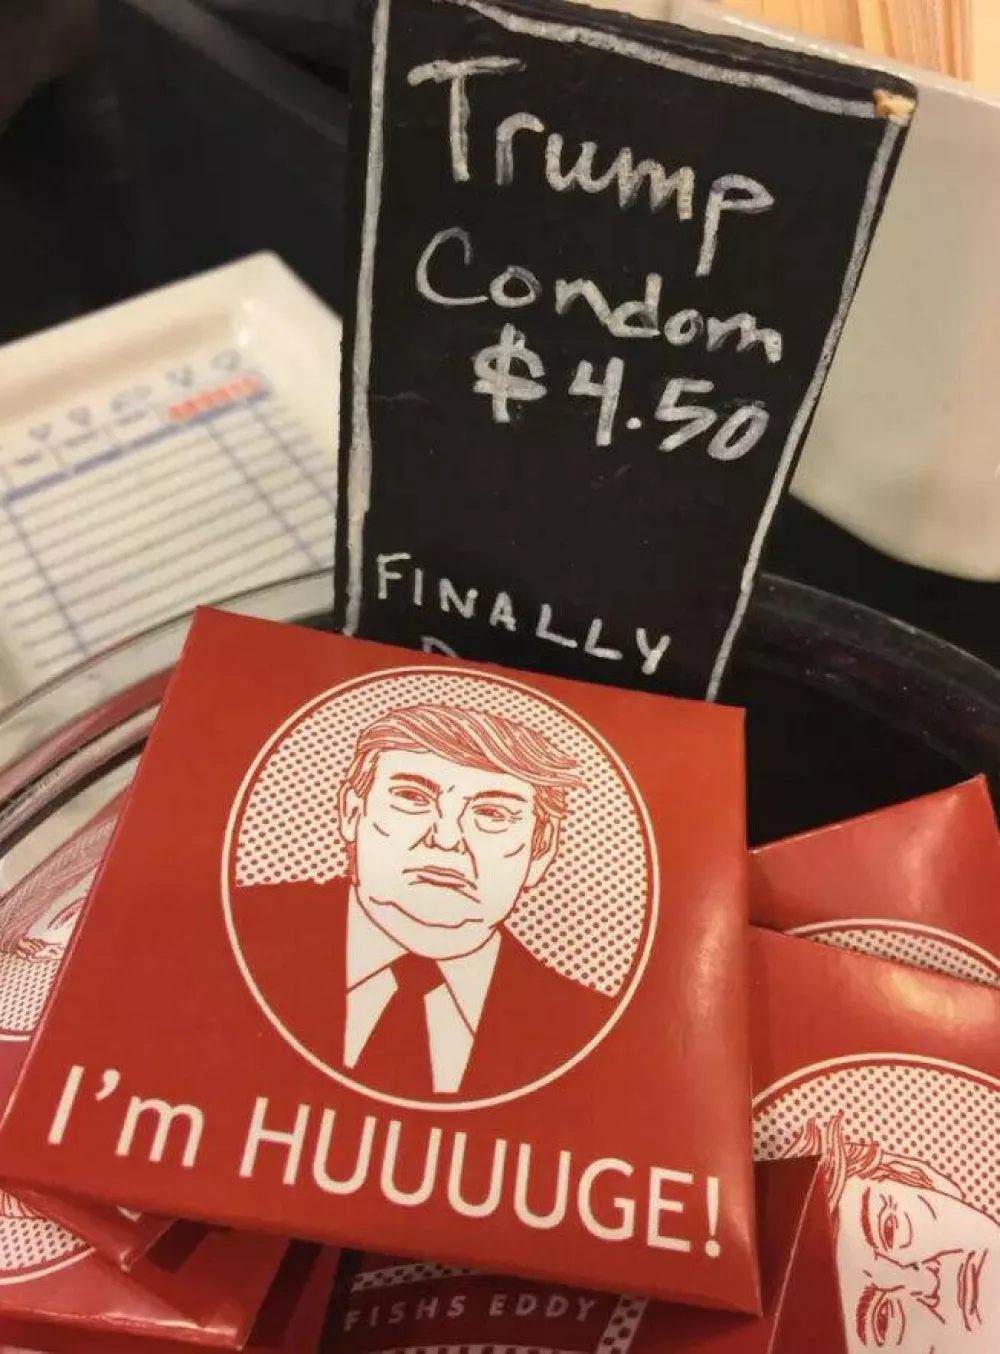 Trump
Condom
$4.50
FINALLY
I'm HUUUUGE!
FISHS EDDY